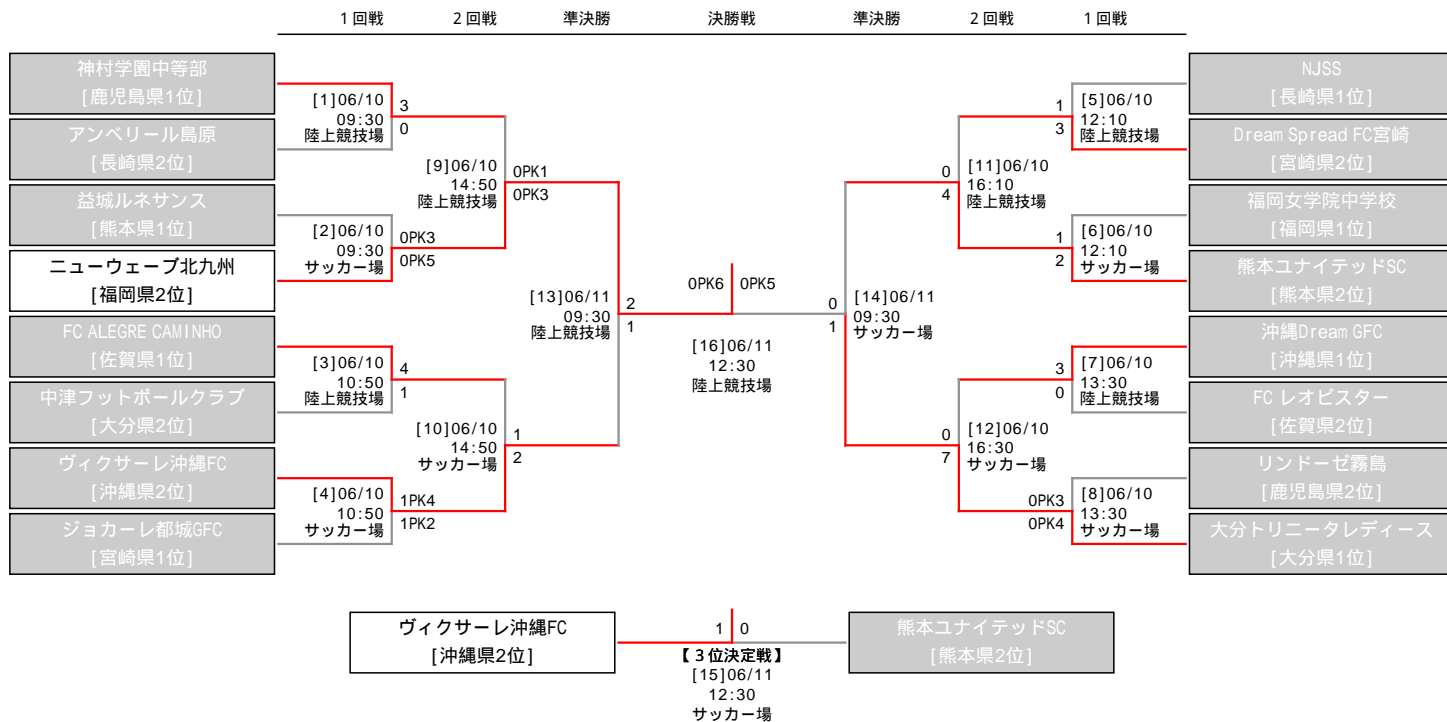 1回戦 2回戦 準決勝 決勝戦 準決勝 2回戦 1回戦
神村学園中等部
[鹿児島県1位]
アンベリール島原
[長崎県2位]
益城ルネサンス
[熊本県1位]
ニューウェーブ北九州
[福岡県2位]
FC ALEGRE CAMINHO
[佐賀県1位]
中津フットボールクラブ
[大分県2位]
ヴィクサーレ沖縄FC
[沖縄県2位]
ジョカーレ都城GFC
[宮崎県1位]
[1]06/10
09:30
陸上競技場
3
0
[2]06/10
09:30
サッカー場
0PK3
0PK5
[3]06/10
10:50
陸上競技場
4
1
[4]06/10
10:50
サッカー場
1PK4
1PK2
[9]06/10
14:50
陸上競技場
0PK1
0PK3
[10]06/10
14:50
サッカー場
1
2
[13]06/11
09:30
陸上競技場
2
1
0PK6 0PK5
[16]06/11
12:30
陸上競技場
0
1
[14]06/11
09:30
サッカー場
0
4
[11]06/10
16:10
陸上競技場
0
7
[12]06/10
16:30
サッカー場
1
3
[5]06/10
12:10
陸上競技場
1
2
[6]06/10
12:10
サッカー場
3
0
[7]06/10
13:30
陸上競技場
0PK3
0PK4
[8]06/10
13:30
サッカー場
NJSS
[長崎県1位]
Dream Spread FC宮崎
[宮崎県2位]
福岡女学院中学校
[福岡県1位]
熊本ユナイテッドSC
[熊本県2位]
沖縄Dream GFC
[沖縄県1位]
FC レオビスター
[佐賀県2位]
リンドーゼ霧島
[鹿児島県2位]
大分トリニータレディース
[大分県1位]
ヴィクサーレ沖縄FC
[沖縄県2位]
1 0
【3位決定戦】
[15]06/11
12:30
サッカー場
熊本ユナイテッドSC
[熊本県2位]